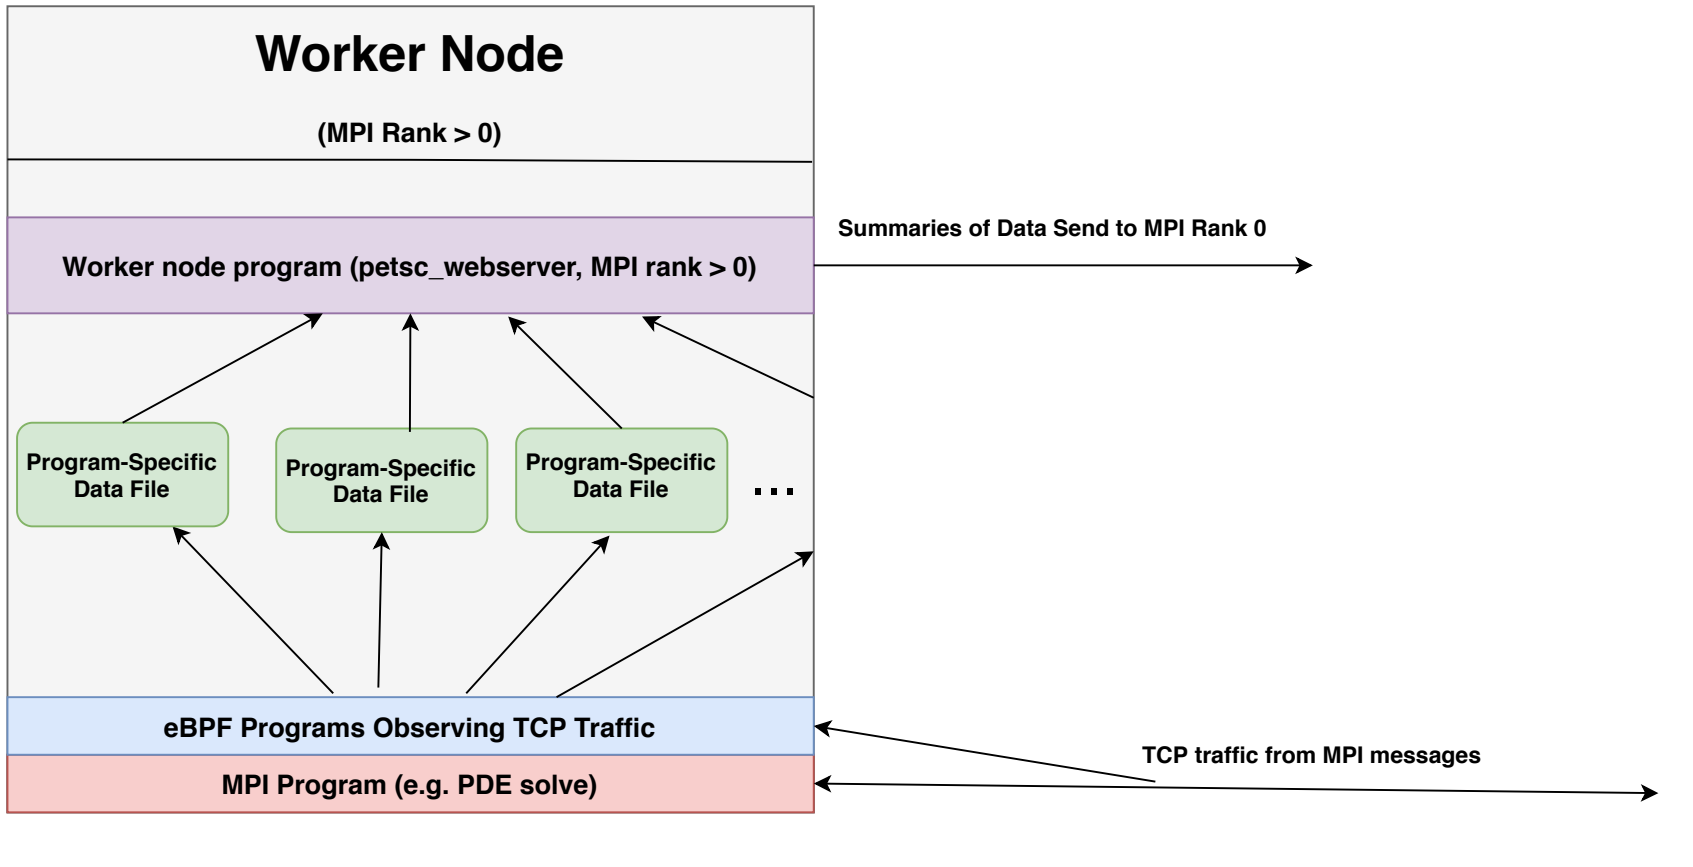 Worker Node
(MPI Rank > 0)
Summaries of Data Send to MPI Rank 0
Worker node program (petsc_webserver, MPI rank > 0)
Program-Specific
Data File
Program-Specific
Data File
Program-Specific
Data File
...
eBPF Programs Observing TCP Traffic
TCP traffic from MPI messages
MPI Program (e.g. PDE solve)